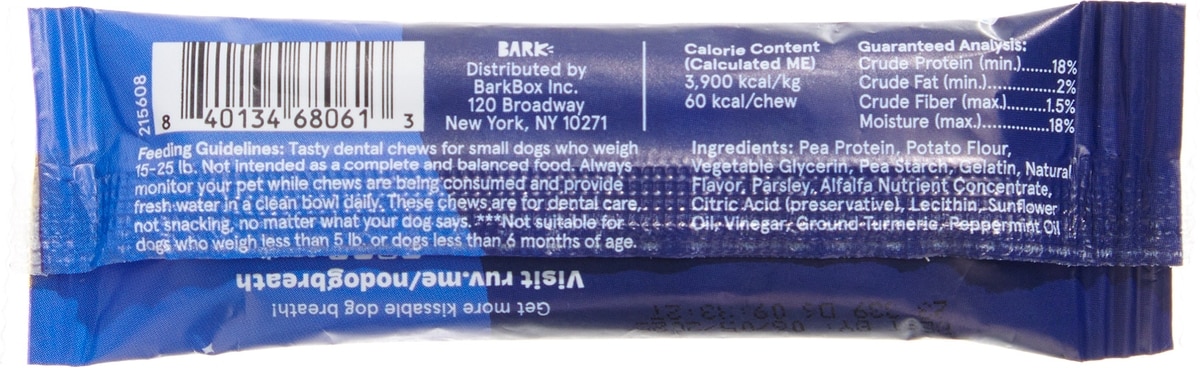 215608
8 40134 68061 3
BARK
Distributed by
BarkBox Inc.
120 Broadway
New York, NY 10271
Calorie Content
(Calculated ME)
3,900 kcal/kg
60 kcal/chew
Guaranteed Analysis:
Crude Protein (min.).......18%
Crude Fat (min.)..............2%
Crude Fiber (max.).......1.5%
Moisture (max.)...............18%
Feeding Guidelines: Tasty dental chews for small dogs who weigh
15-25 lb. Not intended as a complete and balanced food. Always
monitor your pet while chews are being consumed and provide
fresh water in a clean bowl daily. These chews are for dental care,
not snacking, no matter what your dog says. ***Not suitable for
dogs who weigh less than 5 lb. or dogs less than 6 months of age.
Ingredients: Pea Protein, Potato Flour,
Vegetable Glycerin, Pea Starch, Gelatin, Natural
Flavor, Parsley, Alfalfa Nutrient Concentrate,
Citric Acid (preservative), Lecithin, Sunflower
Oil, Vinegar, Ground Turmeric, Peppermint Oil
Visit ruv.me/nodogbreath
Get more kissable dog breath!